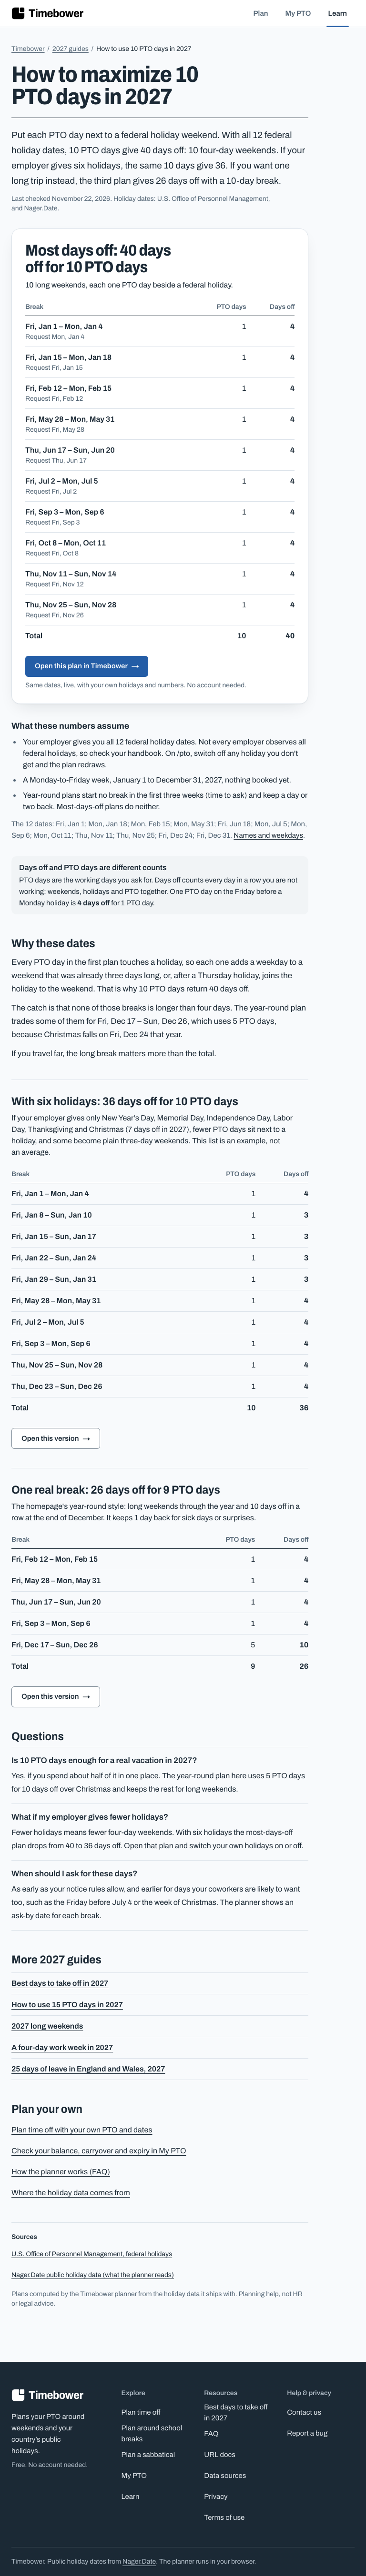 Timebower
Plan My PTO Learn
Timebower / 2027 guides / How to use 10 PTO days in 2027
How to maximize 10
PTO days in 2027
Put each PTO day next to a federal holiday weekend. With all 12 federal
holiday dates, 10 PTO days give 40 days off: 10 four-day weekends. If your
employer gives six holidays, the same 10 days give 36. If you want one
long trip instead, the third plan gives 26 days off with a 10-day break.
Last checked November 22, 2026. Holiday dates: U.S. Office of Personnel Management,
and Nager.Date.
Most days off: 40 days
off for 10 PTO days
10 long weekends, each one PTO day beside a federal holiday.
Break PTO days Days off
Fri, Jan 1 – Mon, Jan 4 1 4
Request Mon, Jan 4
Fri, Jan 15 – Mon, Jan 18 1 4
Request Fri, Jan 15
Fri, Feb 12 – Mon, Feb 15 1 4
Request Fri, Feb 12
Fri, May 28 – Mon, May 31 1 4
Request Fri, May 28
Thu, Jun 17 – Sun, Jun 20 1 4
Request Thu, Jun 17
Fri, Jul 2 – Mon, Jul 5 1 4
Request Fri, Jul 2
Fri, Sep 3 – Mon, Sep 6 1 4
Request Fri, Sep 3
Fri, Oct 8 – Mon, Oct 11 1 4
Request Fri, Oct 8
Thu, Nov 11 – Sun, Nov 14 1 4
Request Fri, Nov 12
Thu, Nov 25 – Sun, Nov 28 1 4
Request Fri, Nov 26
Total 10 40
Open this plan in Timebower →
Same dates, live, with your own holidays and numbers. No account needed.
What these numbers assume
• Your employer gives you all 12 federal holiday dates. Not every employer observes all
federal holidays, so check your handbook. On /pto, switch off any holiday you don't
get and the plan redraws.
• A Monday-to-Friday week, January 1 to December 31, 2027, nothing booked yet.
• Year-round plans start no break in the first three weeks (time to ask) and keep a day or
two back. Most-days-off plans do neither.
The 12 dates: Fri, Jan 1; Mon, Jan 18; Mon, Feb 15; Mon, May 31; Fri, Jun 18; Mon, Jul 5; Mon,
Sep 6; Mon, Oct 11; Thu, Nov 11; Thu, Nov 25; Fri, Dec 24; Fri, Dec 31. Names and weekdays.
Days off and PTO days are different counts
PTO days are the working days you ask for. Days off counts every day in a row you are not
working: weekends, holidays and PTO together. One PTO day on the Friday before a
Monday holiday is 4 days off for 1 PTO day.
Why these dates
Every PTO day in the first plan touches a holiday, so each one adds a weekday to a
weekend that was already three days long, or, after a Thursday holiday, joins the
holiday to the weekend. That is why 10 PTO days return 40 days off.
The catch is that none of those breaks is longer than four days. The year-round plan
trades some of them for Fri, Dec 17 – Sun, Dec 26, which uses 5 PTO days,
because Christmas falls on Fri, Dec 24 that year.
If you travel far, the long break matters more than the total.
With six holidays: 36 days off for 10 PTO days
If your employer gives only New Year's Day, Memorial Day, Independence Day, Labor
Day, Thanksgiving and Christmas (7 days off in 2027), fewer PTO days sit next to a
holiday, and some become plain three-day weekends. This list is an example, not
an average.
Break PTO days Days off
Fri, Jan 1 – Mon, Jan 4 1 4
Fri, Jan 8 – Sun, Jan 10 1 3
Fri, Jan 15 – Sun, Jan 17 1 3
Fri, Jan 22 – Sun, Jan 24 1 3
Fri, Jan 29 – Sun, Jan 31 1 3
Fri, May 28 – Mon, May 31 1 4
Fri, Jul 2 – Mon, Jul 5 1 4
Fri, Sep 3 – Mon, Sep 6 1 4
Thu, Nov 25 – Sun, Nov 28 1 4
Thu, Dec 23 – Sun, Dec 26 1 4
Total 10 36
Open this version →
One real break: 26 days off for 9 PTO days
The homepage's year-round style: long weekends through the year and 10 days off in a
row at the end of December. It keeps 1 day back for sick days or surprises.
Break PTO days Days off
Fri, Feb 12 – Mon, Feb 15 1 4
Fri, May 28 – Mon, May 31 1 4
Thu, Jun 17 – Sun, Jun 20 1 4
Fri, Sep 3 – Mon, Sep 6 1 4
Fri, Dec 17 – Sun, Dec 26 5 10
Total 9 26
Open this version →
Questions
Is 10 PTO days enough for a real vacation in 2027?
Yes, if you spend about half of it in one place. The year-round plan here uses 5 PTO days
for 10 days off over Christmas and keeps the rest for long weekends.
What if my employer gives fewer holidays?
Fewer holidays means fewer four-day weekends. With six holidays the most-days-off
plan drops from 40 to 36 days off. Open that plan and switch your own holidays on or off.
When should I ask for these days?
As early as your notice rules allow, and earlier for days your coworkers are likely to want
too, such as the Friday before July 4 or the week of Christmas. The planner shows an
ask-by date for each break.
More 2027 guides
Best days to take off in 2027
How to use 15 PTO days in 2027
2027 long weekends
A four-day work week in 2027
25 days of leave in England and Wales, 2027
Plan your own
Plan time off with your own PTO and dates
Check your balance, carryover and expiry in My PTO
How the planner works (FAQ)
Where the holiday data comes from
Sources
U.S. Office of Personnel Management, federal holidays
Nager.Date public holiday data (what the planner reads)
Plans computed by the Timebower planner from the holiday data it ships with. Planning help, not HR
or legal advice.
Timebower
Plans your PTO around
weekends and your
country's public
holidays.
Free. No account needed.
Explore
Plan time off
Plan around school
breaks
Plan a sabbatical
My PTO
Learn
Resources
Best days to take off
in 2027
FAQ
URL docs
Data sources
Privacy
Terms of use
Help & privacy
Contact us
Report a bug
Timebower. Public holiday dates from Nager.Date. The planner runs in your browser.